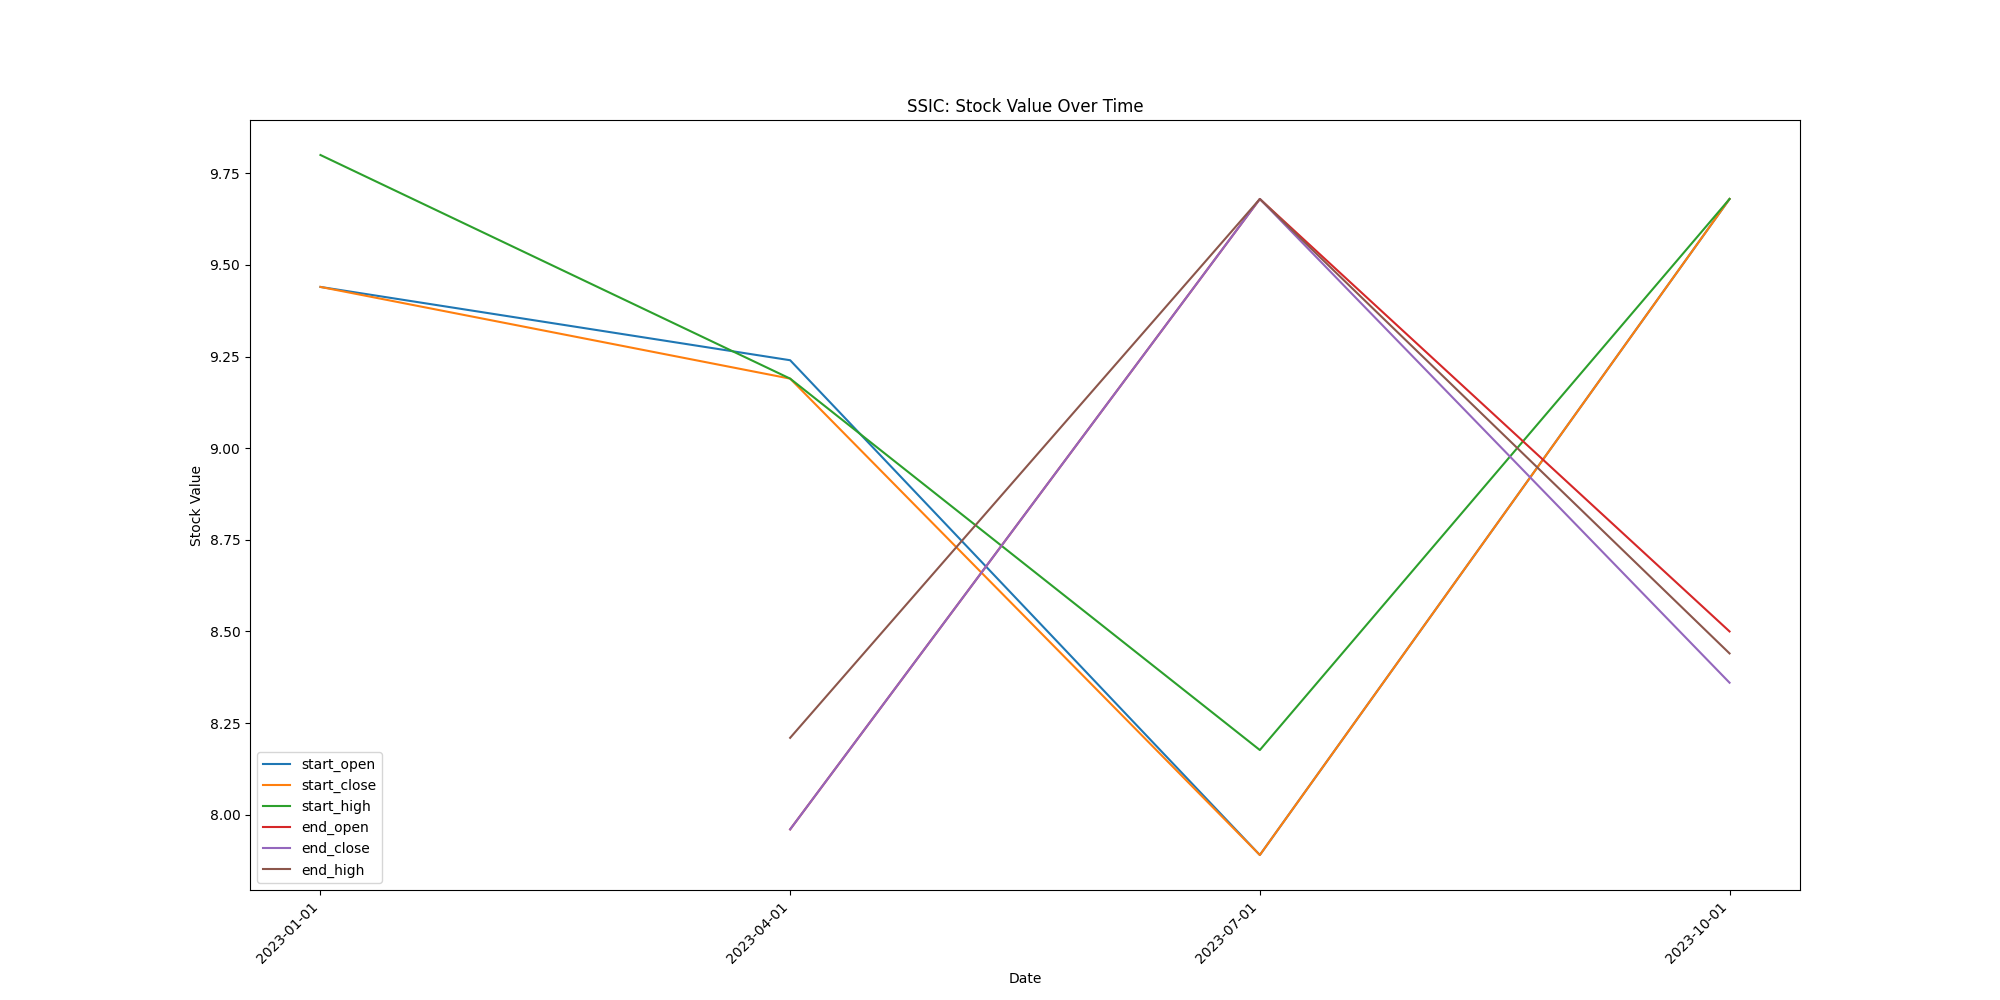 SSIC: Stock Value Over Time
Stock Value
9.75
9.50
9.25
9.00
8.75
8.50
8.25
8.00
start_open
start_close
start_high
end_open
end_close
end_high
2023-01-01
2023-04-01
2023-07-01
2023-10-01
Date